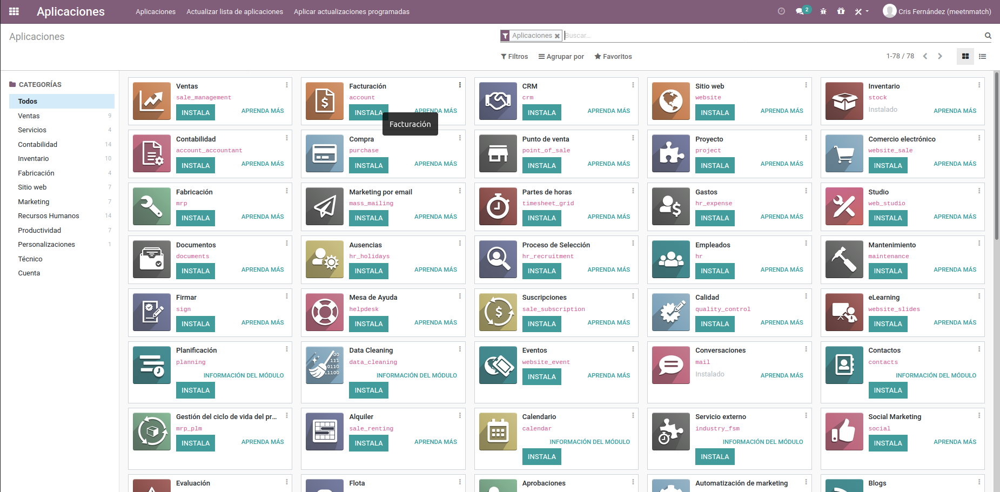 Aplicaciones
Aplicaciones
Actualizar lista de aplicaciones
Aplicar actualizaciones programadas
2
Cris Fernández (meetnmatch)
Aplicaciones
Aplicaciones
Buscar...
Filtros
Agrupar por
Favoritos
1-78 / 78
CATEGORÍAS
Todos
Ventas 9
Servicios 4
Contabilidad 14
Inventario 10
Fabricación 4
Sitio web 7
Marketing 7
Recursos Humanos 14
Productividad 7
Personalizaciones 1
Técnico
Cuenta
Ventas
sale_management
INSTALA
APRENDA MÁS
Facturación
account
INSTALA
APRENDA MÁS
Facturación
CRM
crm
INSTALA
APRENDA MÁS
Sitio web
website
INSTALA
APRENDA MÁS
Inventario
stock
Instalado
APRENDA MÁS
Contabilidad
account_accountant
INSTALA
APRENDA MÁS
Compra
purchase
INSTALA
APRENDA MÁS
Punto de venta
point_of_sale
INSTALA
APRENDA MÁS
Proyecto
project
INSTALA
APRENDA MÁS
Comercio electrónico
website_sale
INSTALA
APRENDA MÁS
Fabricación
mrp
INSTALA
APRENDA MÁS
Marketing por email
mass_mailing
INSTALA
APRENDA MÁS
Partes de horas
timesheet_grid
INSTALA
APRENDA MÁS
Gastos
hr_expense
INSTALA
APRENDA MÁS
Studio
web_studio
INSTALA
APRENDA MÁS
Documentos
documents
INSTALA
APRENDA MÁS
Ausencias
hr_holidays
INSTALA
APRENDA MÁS
Proceso de Selección
hr_recruitment
INSTALA
APRENDA MÁS
Empleados
hr
INSTALA
APRENDA MÁS
Mantenimiento
maintenance
INSTALA
APRENDA MÁS
Firmar
sign
INSTALA
APRENDA MÁS
Mesa de Ayuda
helpdesk
INSTALA
APRENDA MÁS
Suscripciones
sale_subscription
INSTALA
APRENDA MÁS
Calidad
quality_control
INSTALA
APRENDA MÁS
eLearning
website_slides
INSTALA
APRENDA MÁS
Planificación
planning
INFORMACIÓN DEL MÓDULO
INSTALA
00
111
0110
1100
Data Cleaning
data_cleaning
INFORMACIÓN DEL MÓDULO
INSTALA
Eventos
website_event
INSTALA
APRENDA MÁS
Conversaciones
mail
Instalado
APRENDA MÁS
Contactos
contacts
INFORMACIÓN DEL MÓDULO
INSTALA
Gestión del ciclo de vida del pr...
mrp_plm
INSTALA
APRENDA MÁS
Alquiler
sale_renting
INSTALA
APRENDA MÁS
Calendario
calendar
INFORMACIÓN DEL MÓDULO
INSTALA
Servicio externo
industry_fsm
INFORMACIÓN DEL MÓDULO
INSTALA
Social Marketing
social
INSTALA
APRENDA MÁS
Evaluación
Flota
Aprobaciones
Automatización de marketing
Blogs